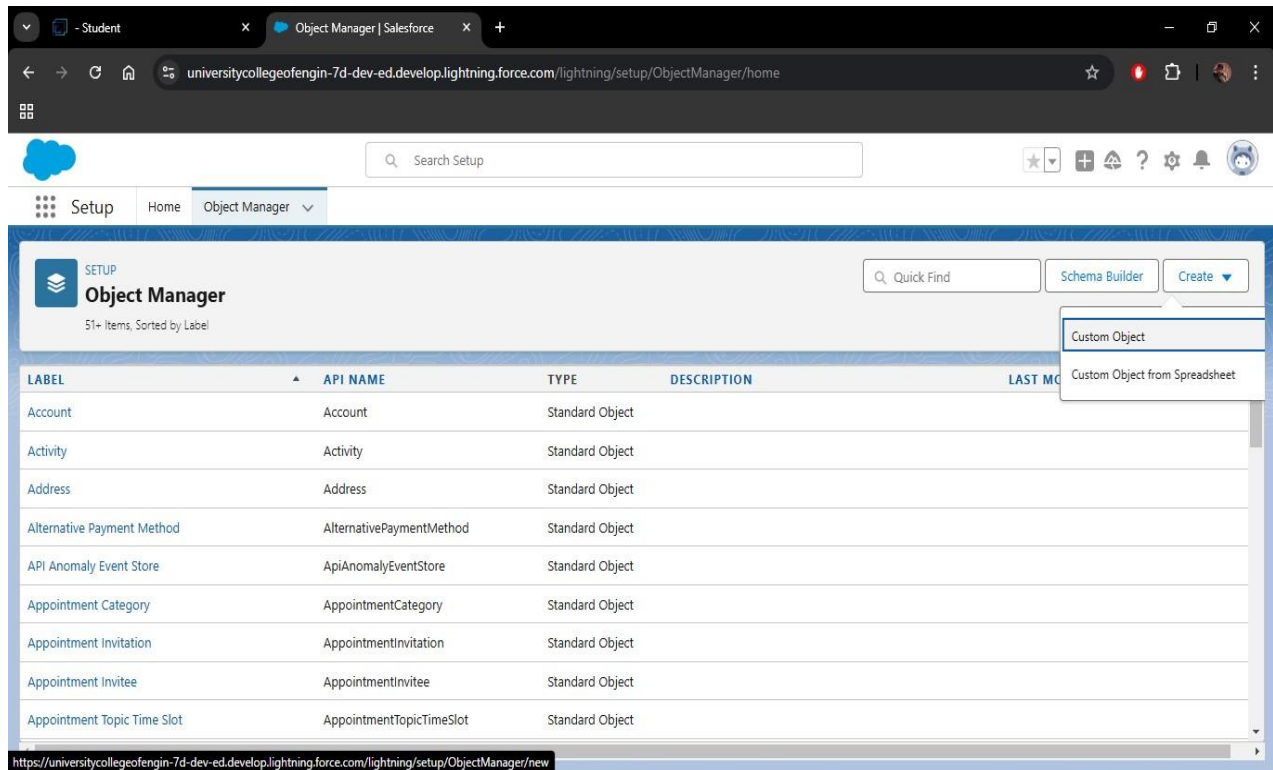 - Student
Object Manager | Salesforce
universitycollegeofengin-7d-dev-ed.develop.lightning.force.com/lightning/setup/ObjectManager/home
Search Setup
Setup Home Object Manager
SETUP
Object Manager
51+ Items, Sorted by Label
Quick Find
Schema Builder
Create
Custom Object
Custom Object from Spreadsheet
LABEL API NAME TYPE DESCRIPTION LAST MO
Account Account Standard Object
Activity Activity Standard Object
Address Address Standard Object
Alternative Payment Method AlternativePaymentMethod Standard Object
API Anomaly Event Store ApiAnomalyEventStore Standard Object
Appointment Category AppointmentCategory Standard Object
Appointment Invitation AppointmentInvitation Standard Object
Appointment Invitee AppointmentInvitee Standard Object
Appointment Topic Time Slot AppointmentTopicTimeSlot Standard Object
https://universitycollegeofengin-7d-dev-ed.develop.lightning.force.com/lightning/setup/ObjectManager/new